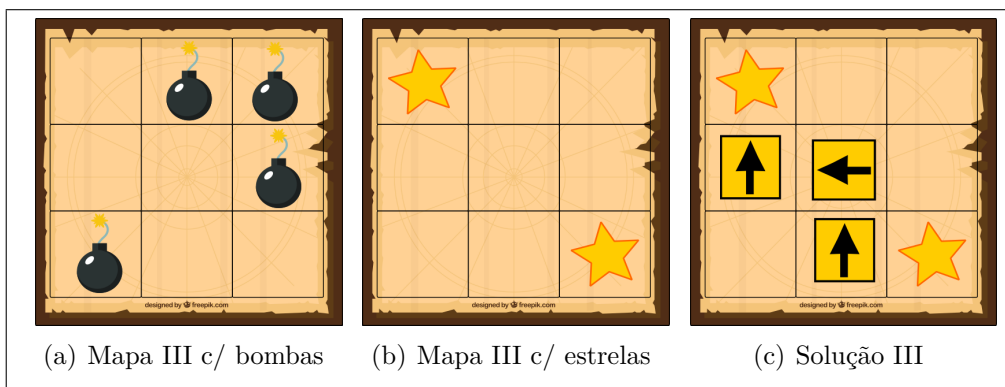 designed by freepik.com
designed by freepik.com
designed by freepik.com
(a) Mapa III c/ bombas
(b) Mapa III c/ estrelas
(c) Solução III